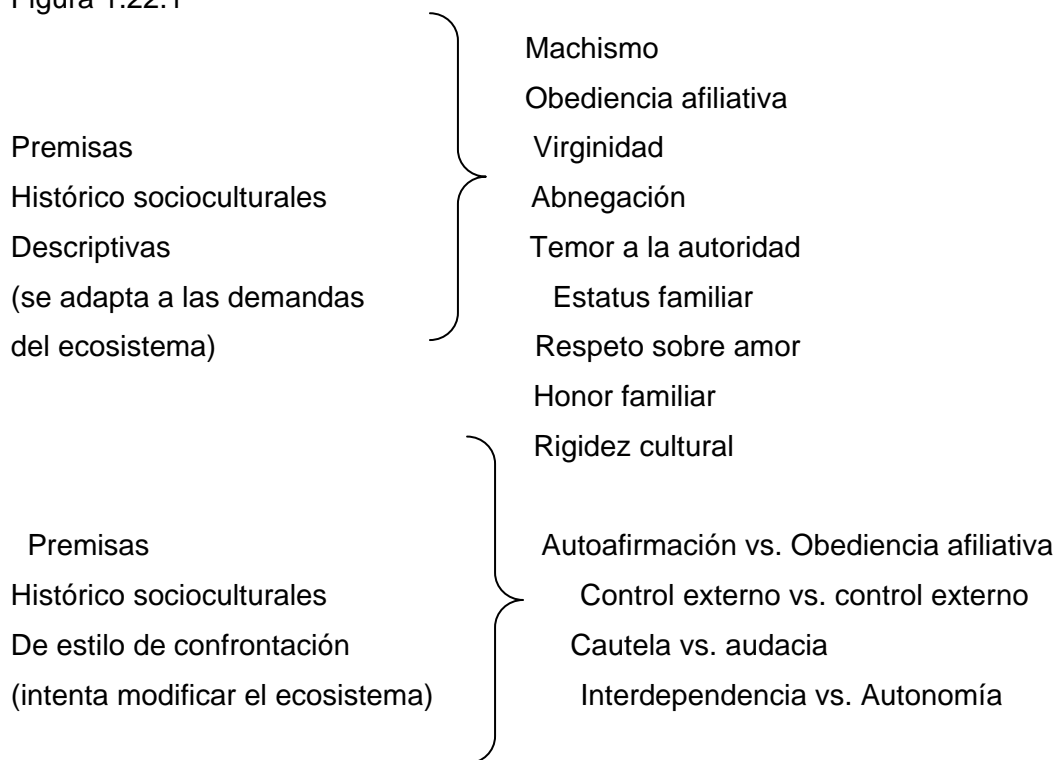 Figura 1.22.1
Machismo
Obediencia afiliativa
Premisas Virginidad
Histórico socioculturales Abnegación
Descriptivas Temor a la autoridad
(se adapta a las demandas Estatus familiar
del ecosistema) Respeto sobre amor
Honor familiar
Rigidez cultural
Premisas Autoafirmación vs. Obediencia afiliativa
Histórico socioculturales Control externo vs. control externo
De estilo de confrontación Cautela vs. audacia
(intenta modificar el ecosistema) Interdependencia vs. Autonomía